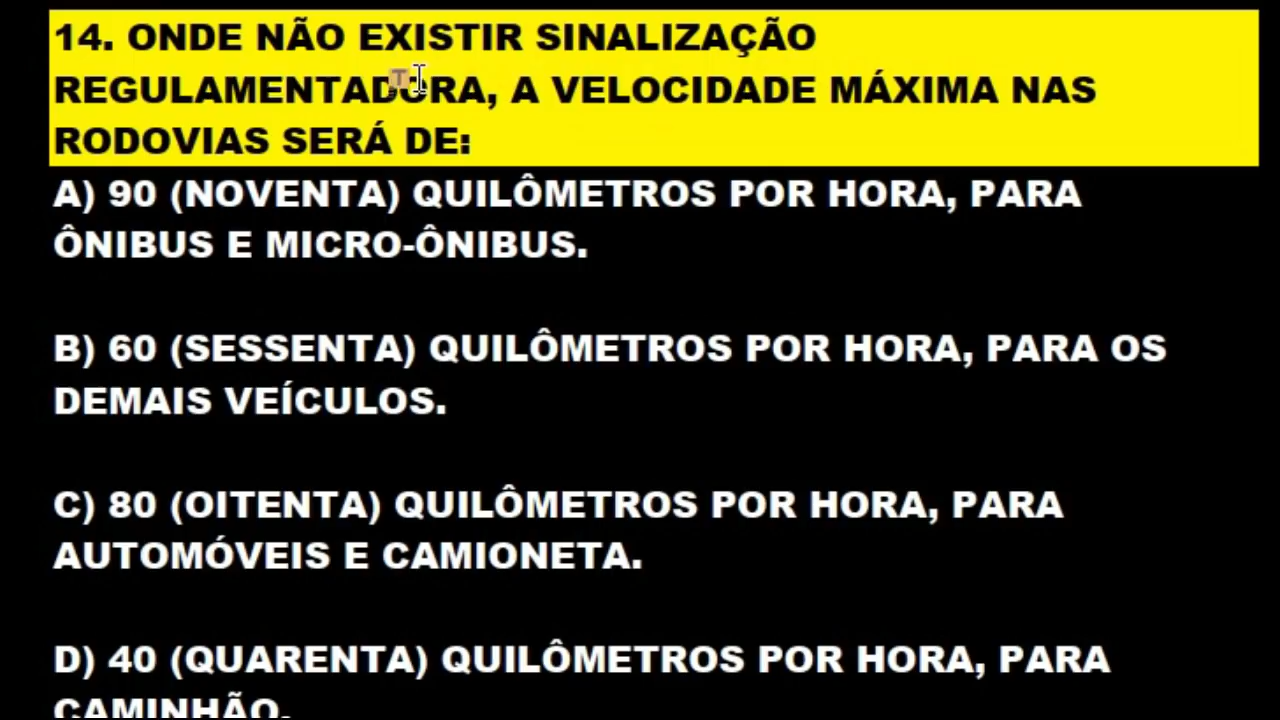 14. ONDE NÃO EXISTIR SINALIZAÇÃO
REGULAMENTADORA, A VELOCIDADE MÁXIMA NAS
RODOVIAS SERÁ DE:
A) 90 (NOVENTA) QUILÔMETROS POR HORA, PARA
ÔNIBUS E MICRO-ÔNIBUS.
B) 60 (SESSENTA) QUILÔMETROS POR HORA, PARA OS
DEMAIS VEÍCULOS.
C) 80 (OITENTA) QUILÔMETROS POR HORA, PARA
AUTOMÓVEIS E CAMIONETA.
D) 40 (QUARENTA) QUILÔMETROS POR HORA, PARA
CAMINHÃO.